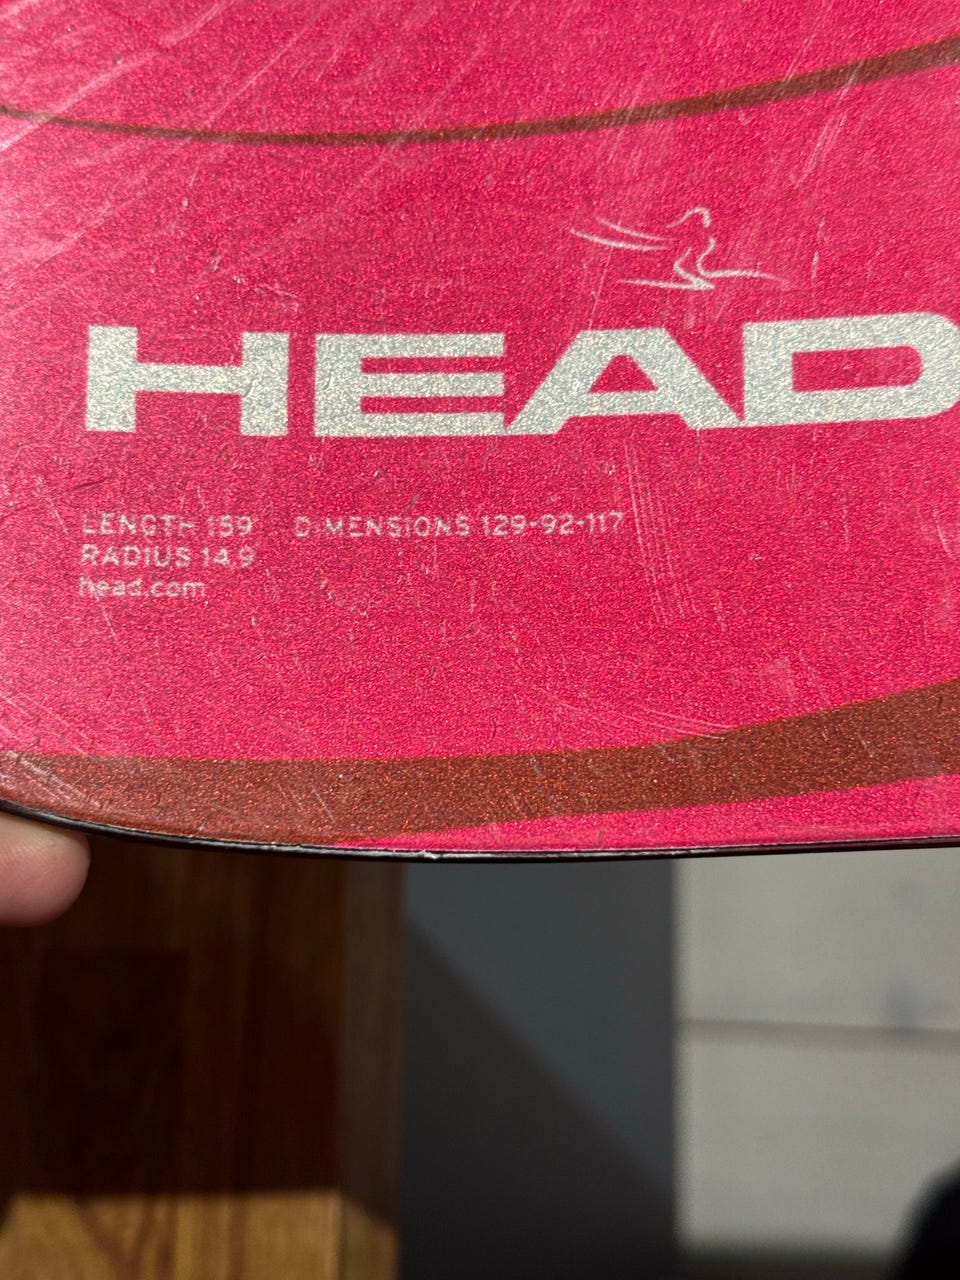 HEAD
LENGTH 159 DIMENSIONS 129-92-117
RADIUS 14.9
head.com